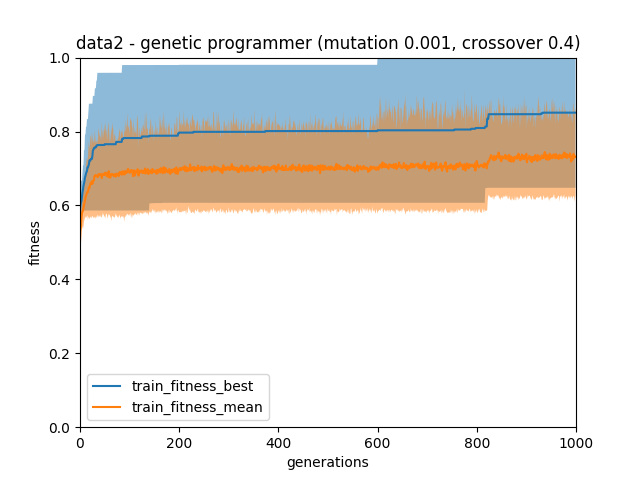 data2 - genetic programmer (mutation 0.001, crossover 0.4)
1.0
0.8
0.6
0.4
0.2
0.0
fitness
train_fitness_best
train_fitness_mean
0 200 400 600 800 1000
generations